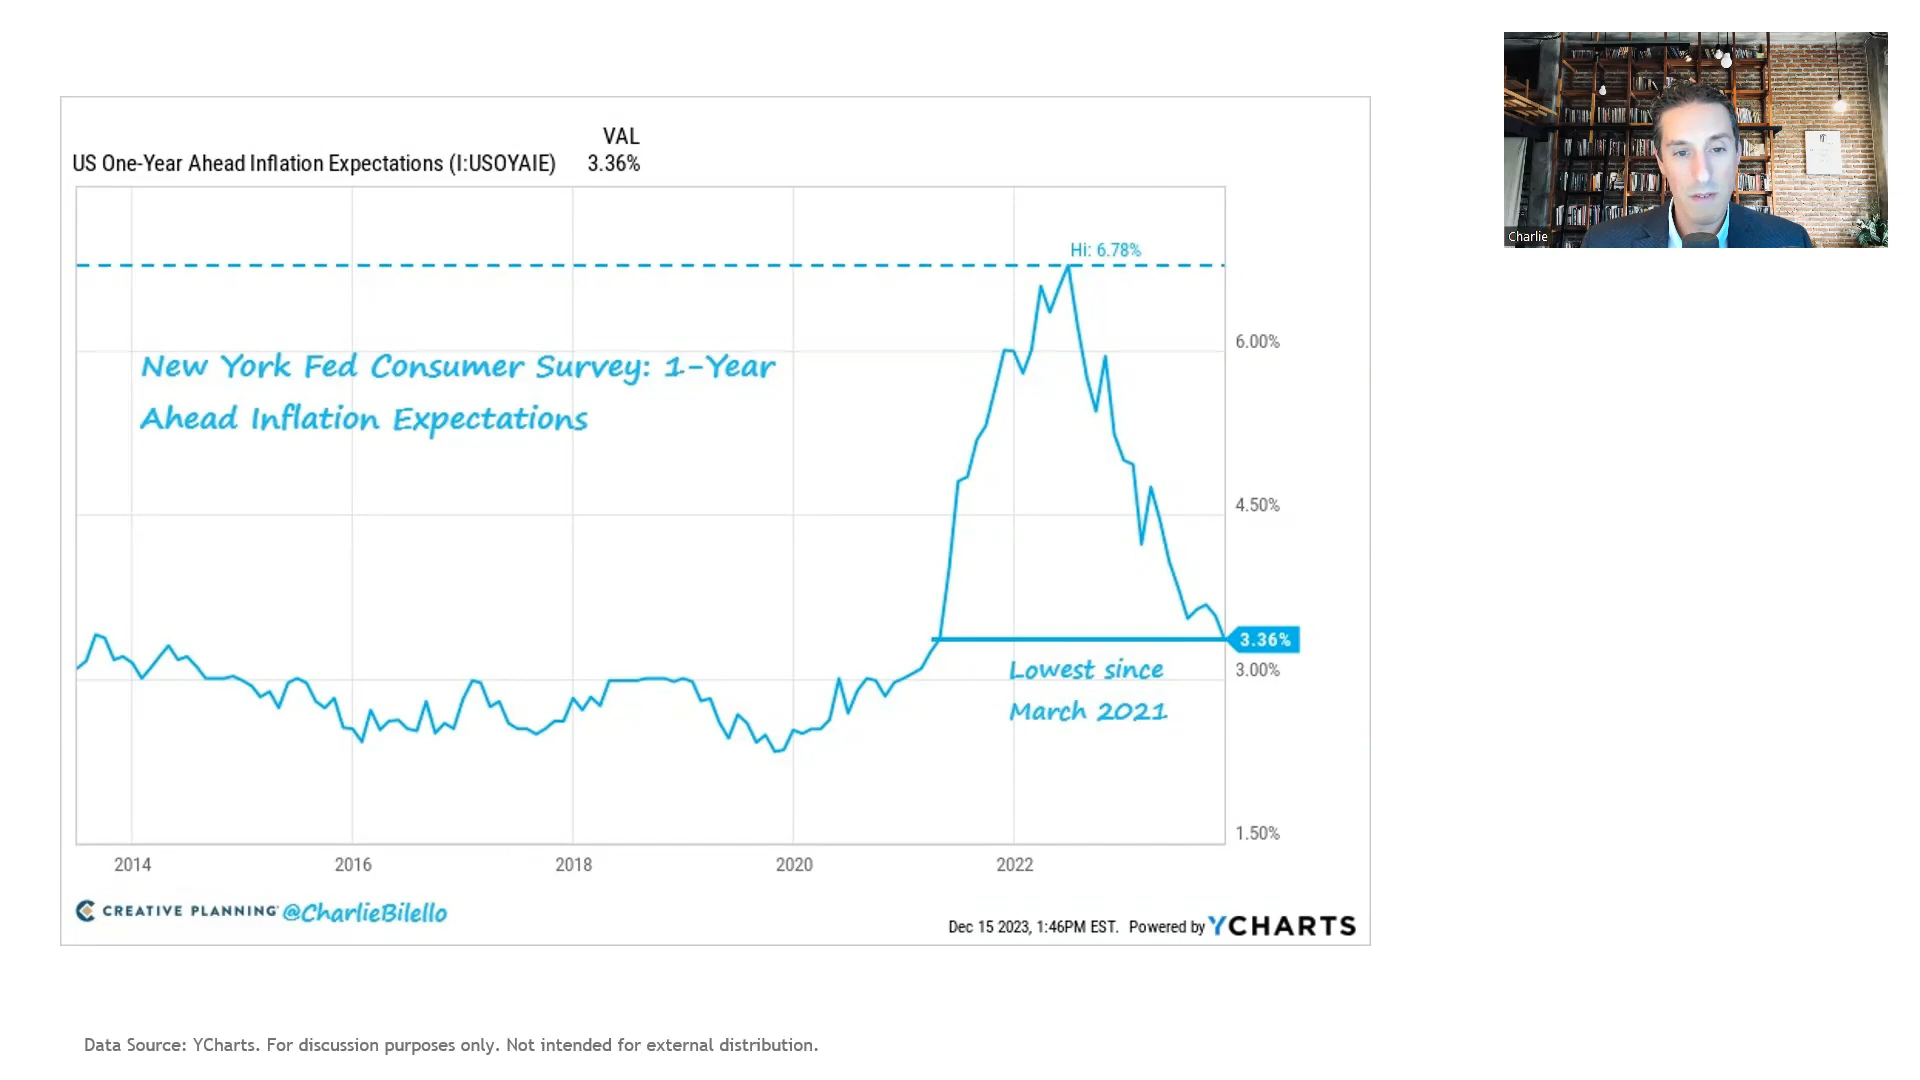 VAL
US One-Year Ahead Inflation Expectations (I:USOYAIE) 3.36%
Hi: 6.78%
6.00%
New York Fed Consumer Survey: 1-Year
Ahead Inflation Expectations
4.50%
3.36%
3.00%
Lowest since
March 2021
1.50%
2014 2016 2018 2020 2022
CREATIVE PLANNING @CharlieBilello
Dec 15 2023, 1:46PM EST. Powered by YCHARTS
Data Source: YCharts. For discussion purposes only. Not intended for external distribution.
Charlie